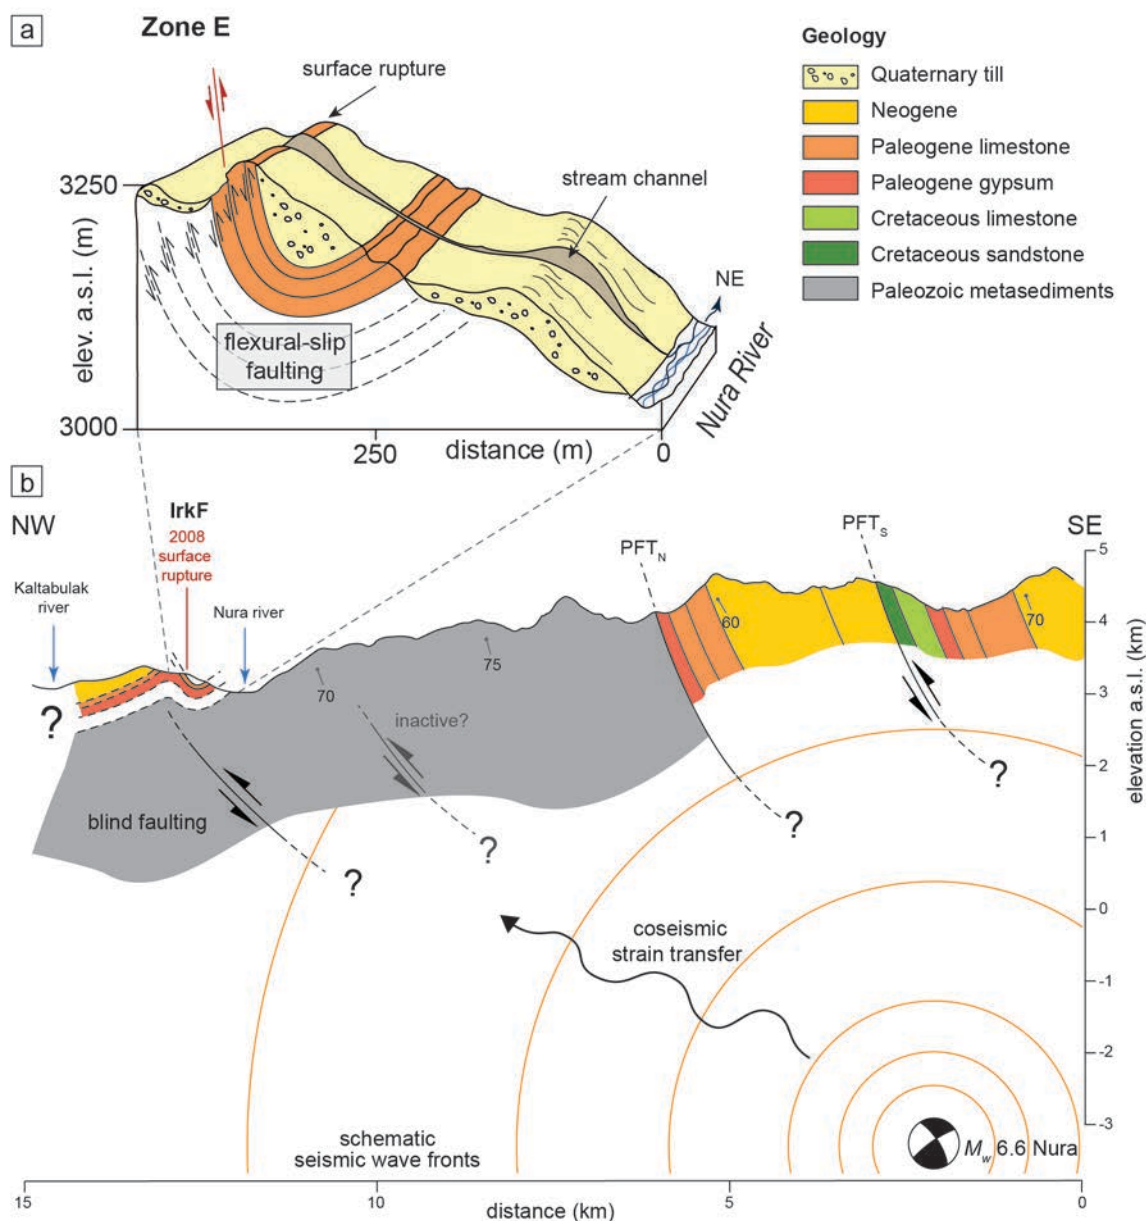 a
Zone E
surface rupture
stream channel
3250
elev. a.s.l. (m)
flexural-slip
faulting
NE
Nura River
3000
250
distance (m)
0
Geology
Quaternary till
Neogene
Paleogene limestone
Paleogene gypsum
Cretaceous limestone
Cretaceous sandstone
Paleozoic metasediments
b
NW
SE
IrkF
2008
surface
rupture
Kaltabulak
river
Nura river
PFTN
PFTS
?
70
75
60
70
inactive?
blind faulting
?
?
?
?
coseismic
strain transfer
schematic
seismic wave fronts
Mw 6.6 Nura
5
4
3
2
1
0
-1
-2
-3
elevation a.s.l. (km)
15
10
5
0
distance (km)